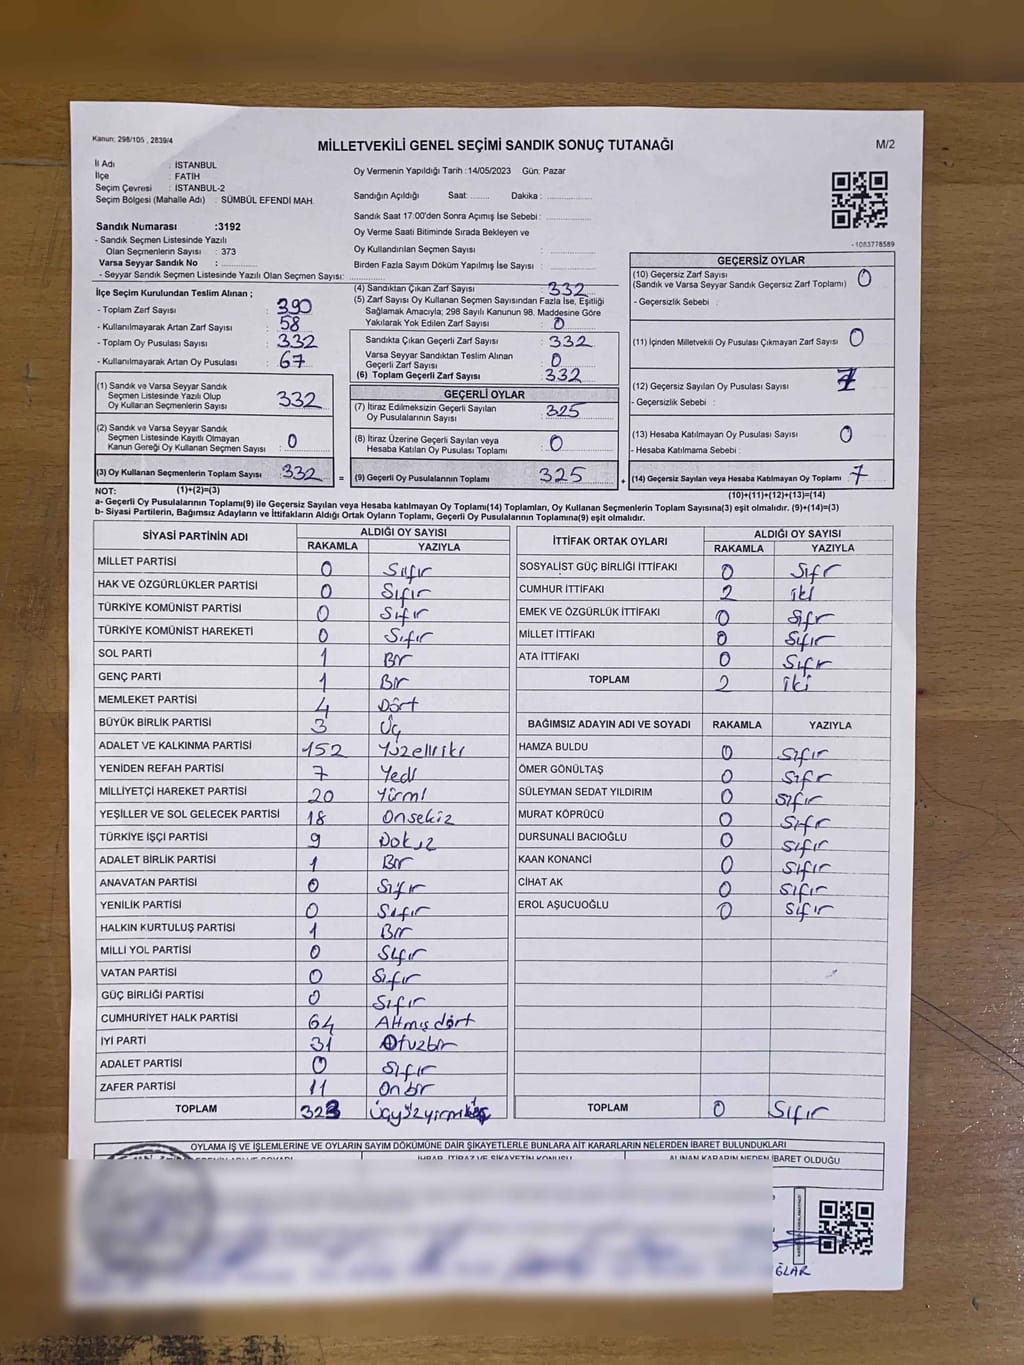 Kanun: 298/105 , 2839/4
MİLLETVEKİLİ GENEL SEÇİMİ SANDIK SONUÇ TUTANAĞI
M/2
İl Adı : İSTANBUL
İlçe : FATİH
Seçim Çevresi : İSTANBUL-2
Seçim Bölgesi (Mahalle Adı) : SÜMBÜL EFENDİ MAH.
Oy Vermenin Yapıldığı Tarih :14/05/2023 Gün: Pazar
Sandığın Açıldığı Saat: ........ Dakika : ....................
Sandık Saat 17:00'den Sonra Açımış İse Sebebi : ...............
Oy Verme Saati Bitiminde Sırada Bekleyen ve
Oy Kullandırılan Seçmen Sayısı : ...............
Birden Fazla Sayım Döküm Yapılmış İse Sayısı : ...............
- 1083778589
Sandık Numarası :3192
- Sandık Seçmen Listesinde Yazılı
Olan Seçmenlerin Sayısı : 373
Varsa Seyyar Sandık No : ............
- Seyyar Sandık Seçmen Listesinde Yazılı Olan Seçmen Sayısı: ............
İlçe Seçim Kurulundan Teslim Alınan ;
- Toplam Zarf Sayısı : 390
- Kullanılmayarak Artan Zarf Sayısı : 58
- Toplam Oy Pusulası Sayısı : 332
- Kullanılmayarak Artan Oy Pusulası : 67
(1) Sandık ve Varsa Seyyar Sandık
Seçmen Listesinde Yazılı Olup
Oy Kullanan Seçmenlerin Sayısı 332
(2) Sandık ve Varsa Seyyar Sandık
Seçmen Listesinde Kayıtlı Olmayan
Kanun Gereği Oy Kullanan Seçmen Sayısı : 0
(3) Oy Kullanan Seçmenlerin Toplam Sayısı 332 =
(4) Sandıktan Çıkan Zarf Sayısı : 332
(5) Zarf Sayısı Oy Kullanan Seçmen Sayısından Fazla İse, Eşitliği
Sağlamak Amacıyla; 298 Sayılı Kanunun 98. Maddesine Göre
Yakılarak Yok Edilen Zarf Sayısı : 0
Sandıkta Çıkan Geçerli Zarf Sayısı : 332
Varsa Seyyar Sandıktan Teslim Alınan
Geçerli Zarf Sayısı : 0
(6) Toplam Geçerli Zarf Sayısı : 332
GEÇERLİ OYLAR
(7) İtiraz Edilmeksizin Geçerli Sayılan
Oy Pusulalarının Sayısı : 325
(8) İtiraz Üzerine Geçerli Sayılan veya
Hesaba Katılan Oy Pusulaları Toplamı : 0
(9) Geçerli Oy Pusulalarının Toplamı 325 +
GEÇERSİZ OYLAR
(10) Geçersiz Zarf Sayısı : 0
(Sandık ve Varsa Seyyar Sandık Geçersiz Zarf Toplamı)
- Geçersizlik Sebebi :
(11) İçinden Milletvekili Oy Pusulası Çıkmayan Zarf Sayısı : 0
(12) Geçersiz Sayılan Oy Pusulası Sayısı : 7
- Geçersizlik Sebebi :
(13) Hesaba Katılmayan Oy Pusulası Sayısı : 0
- Hesaba Katılmama Sebebi :
(14) Geçersiz Sayılan veya Hesaba Katılmayan Oy Toplamı : 7
NOT: (1)+(2)=(3)
(10)+(11)+(12)+(13)=(14)
a- Geçerli Oy Pusulalarının Toplamı(9) ile Geçersiz Sayılan veya Hesaba katılmayan Oy Toplamı(14) Toplamları, Oy Kullanan Seçmenlerin Toplam Sayısına(3) eşit olmalıdır. (9)+(14)=(3)
b- Siyasi Partilerin, Bağımsız Adayların ve İttifakların Aldığı Ortak Oyların Toplamı, Geçerli Oy Pusulalarının Toplamına(9) eşit olmalıdır.
SİYASİ PARTİNİN ADI ALDIĞI OY SAYISI
RAKAMLA YAZIYLA
MİLLET PARTİSİ 0 Sıfır
HAK VE ÖZGÜRLÜKLER PARTİSİ 0 Sıfır
TÜRKİYE KOMÜNİST PARTİSİ 0 Sıfır
TÜRKİYE KOMÜNİST HAREKETİ 0 Sıfır
SOL PARTİ 1 Bir
GENÇ PARTİ 1 Bir
MEMLEKET PARTİSİ 4 Dört
BÜYÜK BİRLİK PARTİSİ 3 Üç
ADALET VE KALKINMA PARTİSİ 152 Yüzelliiki
YENİDEN REFAH PARTİSİ 7 Yedi
MİLLİYETÇİ HAREKET PARTİSİ 20 Yirmi
YEŞİLLER VE SOL GELECEK PARTİSİ 18 Onsekiz
TÜRKİYE İŞÇİ PARTİSİ 9 Dokuz
ADALET BİRLİK PARTİSİ 1 Bir
ANAVATAN PARTİSİ 0 Sıfır
YENİLİK PARTİSİ 0 Sıfır
HALKIN KURTULUŞ PARTİSİ 1 Bir
MİLLİ YOL PARTİSİ 0 Sıfır
VATAN PARTİSİ 0 Sıfır
GÜÇ BİRLİĞİ PARTİSİ 0 Sıfır
CUMHURİYET HALK PARTİSİ 64 Altmışdört
İYİ PARTİ 31 Otuzbir
ADALET PARTİSİ 0 Sıfır
ZAFER PARTİSİ 11 Onbir
TOPLAM 323 Üçyüzyirmiüç
İTTİFAK ORTAK OYLARI ALDIĞI OY SAYISI
RAKAMLA YAZIYLA
SOSYALİST GÜÇ BİRLİĞİ İTTİFAKI 0 Sıfır
CUMHUR İTTİFAKI 2 iki
EMEK VE ÖZGÜRLÜK İTTİFAKI 0 Sıfır
MİLLET İTTİFAKI 0 Sıfır
ATA İTTİFAKI 0 Sıfır
TOPLAM 2 iki
BAĞIMSIZ ADAYIN ADI VE SOYADI RAKAMLA YAZIYLA
HAMZA BULDU 0 Sıfır
ÖMER GÖNÜLTAŞ 0 Sıfır
SÜLEYMAN SEDAT YILDIRIM 0 Sıfır
MURAT KÖPRÜCÜ 0 Sıfır
DURSUNALİ BACIOĞLU 0 Sıfır
KAAN KONANCİ 0 Sıfır
CİHAT AK 0 Sıfır
EROL AŞUCUOĞLU 0 Sıfır
TOPLAM 0 Sıfır
OYLAMA İŞ VE İŞLEMLERİNE VE OYLARIN SAYIM DÖKÜMÜNE DAİR ŞİKAYETLERLE BUNLARA AİT KARARLARIN NELERDEN İBARET BULUNDUKLARI
İHBAR, İTİRAZ VE ŞİKAYETİN KONUSU ALINAN KARARIN NEDEN İBARET OLDUĞU
ĞLAR